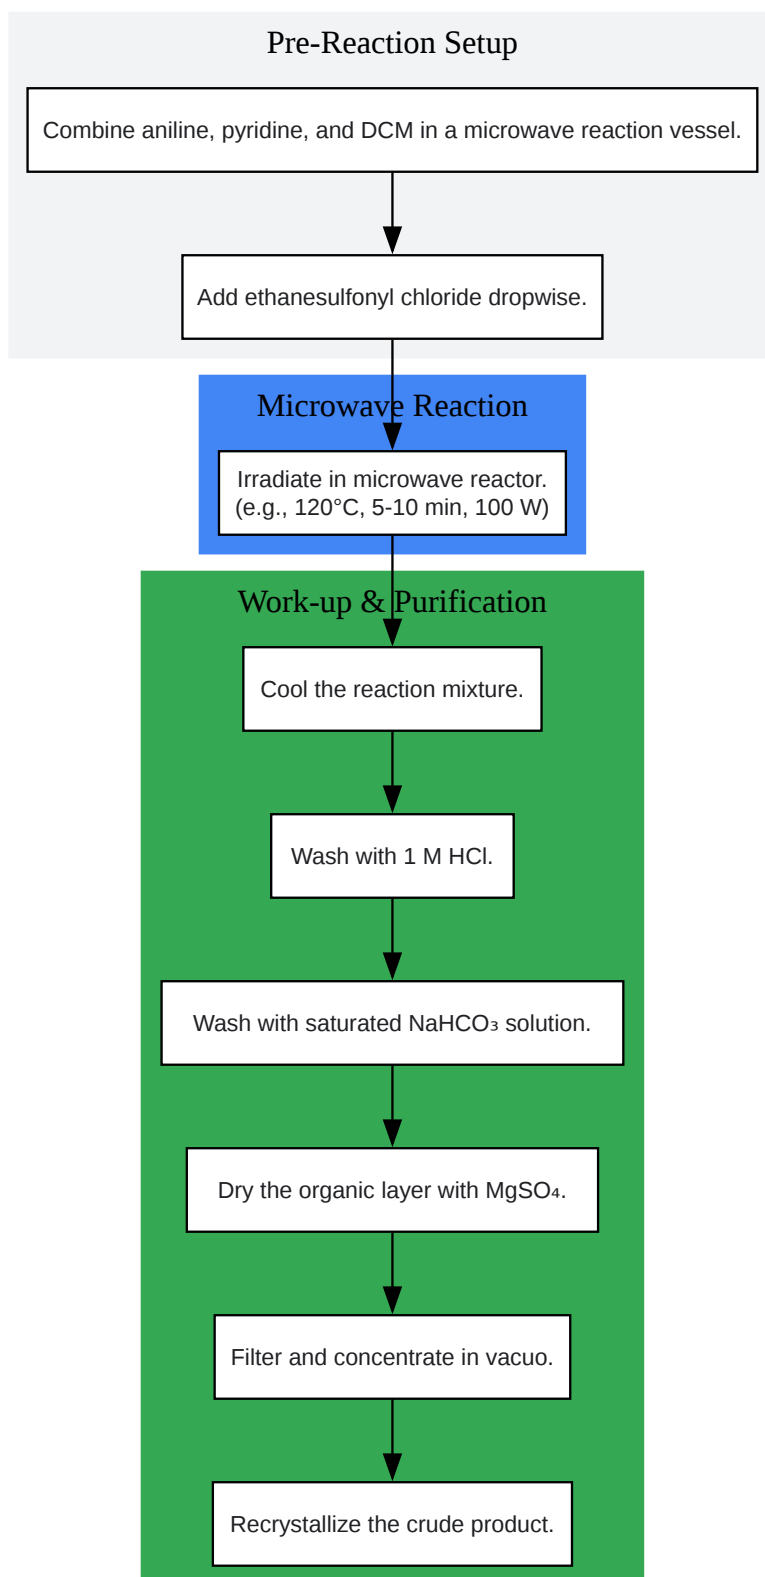 Pre-Reaction Setup
Combine aniline, pyridine, and DCM in a microwave reaction vessel.
Add ethanesulfonyl chloride dropwise.
Microwave Reaction
Irradiate in microwave reactor.
(e.g., 120°C, 5-10 min, 100 W)
Work-up & Purification
Cool the reaction mixture.
Wash with 1 M HCl.
Wash with saturated NaHCO₃ solution.
Dry the organic layer with MgSO₄.
Filter and concentrate in vacuo.
Recrystallize the crude product.